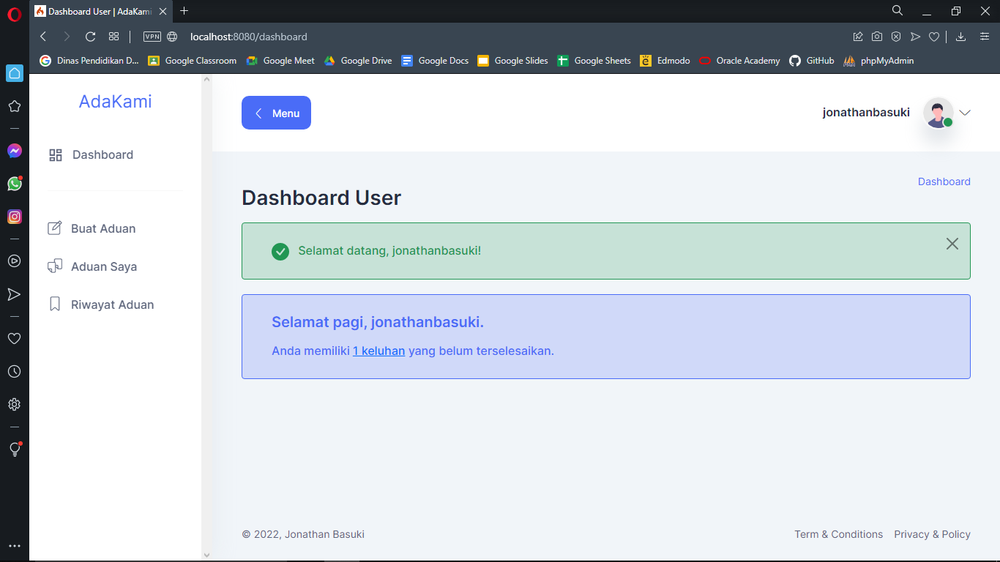 Dashboard User | AdaKami
VPN localhost:8080/dashboard
Dinas Pendidikan D... Google Classroom Google Meet Google Drive Google Docs Google Slides Google Sheets Edmodo Oracle Academy GitHub phpMyAdmin
AdaKami
Dashboard
Buat Aduan
Aduan Saya
Riwayat Aduan
Menu
jonathanbasuki
Dashboard
Dashboard User
Selamat datang, jonathanbasuki!
Selamat pagi, jonathanbasuki.
Anda memiliki 1 keluhan yang belum terselesaikan.
© 2022, Jonathan Basuki
Term & Conditions Privacy & Policy